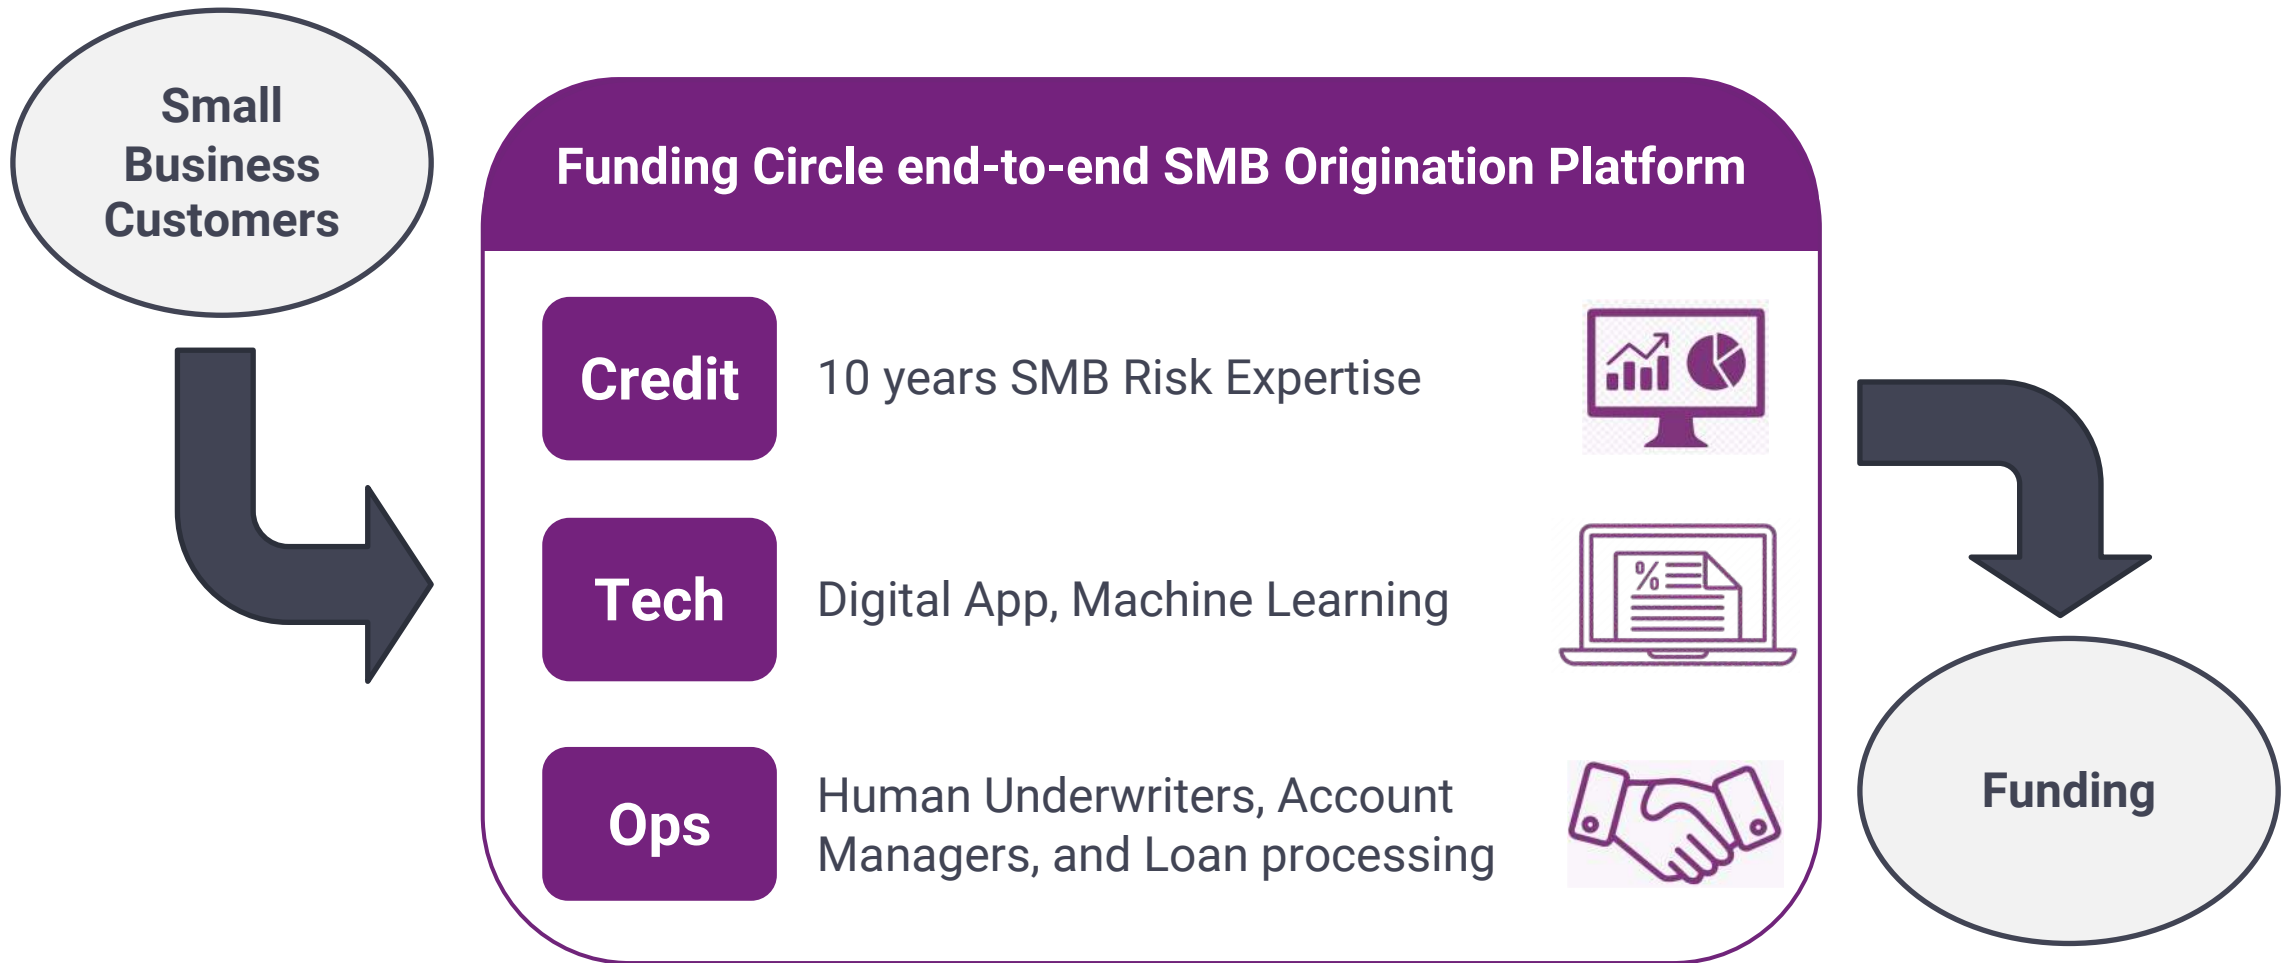 Small
Business
Customers
Funding Circle end-to-end SMB Origination Platform
Credit
10 years SMB Risk Expertise
Tech
Digital App, Machine Learning
%
Ops
Human Underwriters, Account
Managers, and Loan processing
Funding